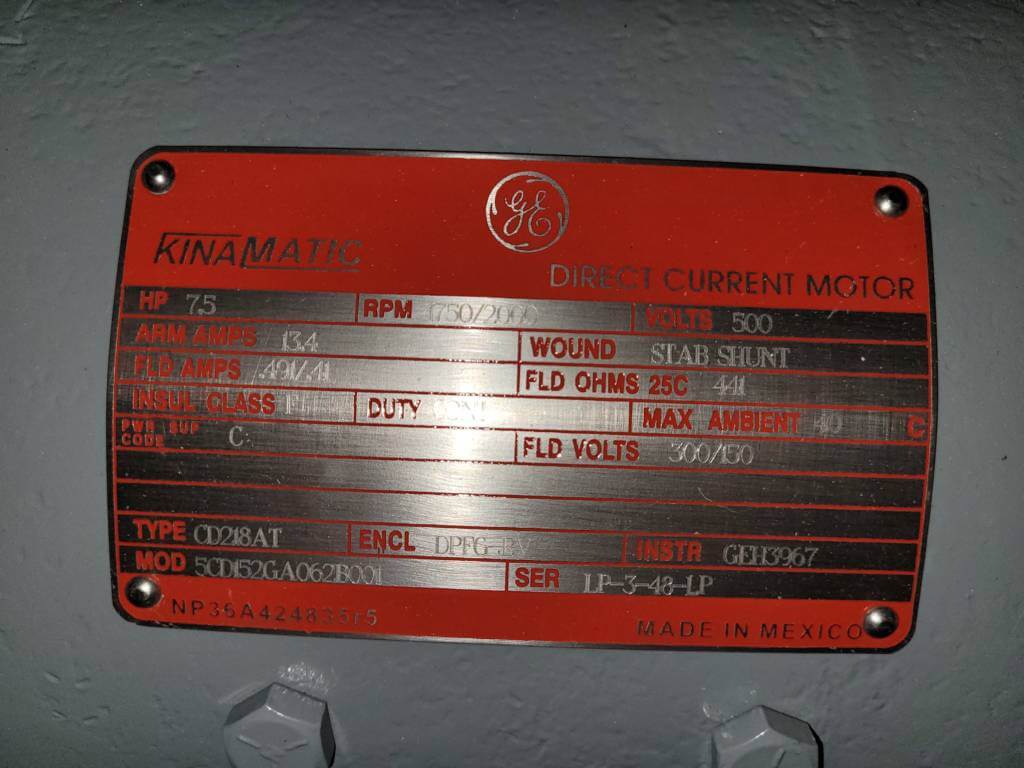 GE
KINAMATIC
DIRECT CURRENT MOTOR
HP 7.5 RPM 1750/2000 VOLTS 500
ARM AMPS 13.4 WOUND STAB SHUNT
FLD AMPS .491/.41 FLD OHMS 25C 441
INSUL CLASS F DUTY CONT MAX AMBIENT 40 C
PWR SUP CODE C FLD VOLTS 300/150
TYPE CD218AT ENCL DPFG-BV INSTR GEH3967
MOD 5CD152GA062B001 SER LP-3-48-LP
NP36A424835r5
MADE IN MEXICO